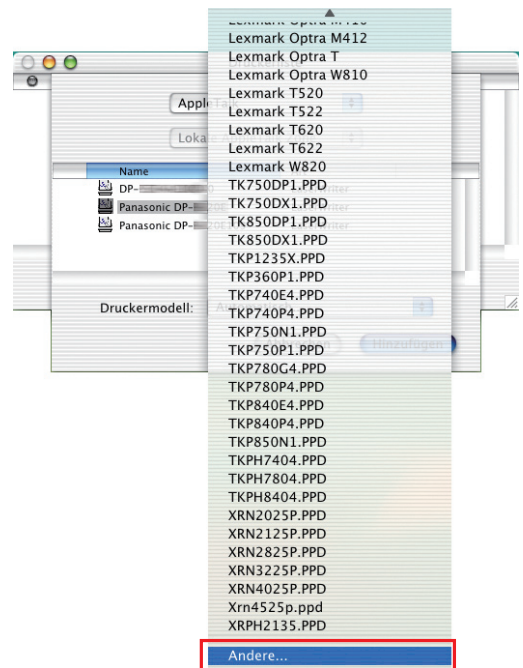 Lexmark Optra M412
Lexmark Optra T
Lexmark Optra W810
Lexmark T520
Lexmark T522
Lexmark T620
Lexmark T622
Lexmark W820
TK750DP1.PPD
TK750DX1.PPD
TK850DP1.PPD
TK850DX1.PPD
TKP1235X.PPD
TKP360P1.PPD
TKP740E4.PPD
TKP740P4.PPD
TKP750N1.PPD
TKP750P1.PPD
TKP780G4.PPD
TKP780P4.PPD
TKP840E4.PPD
TKP840P4.PPD
TKP850N1.PPD
TKPH7404.PPD
TKPH7804.PPD
TKPH8404.PPD
XRN2025P.PPD
XRN2125P.PPD
XRN2825P.PPD
XRN3225P.PPD
XRN4025P.PPD
Xrn4525p.ppd
XRPH2135.PPD
Andere...
AppleTalk
Lokale
Name
DP-
Panasonic DP-
Panasonic DP-
Druckermodell: Automatisch
Abbrechen Hinzufügen